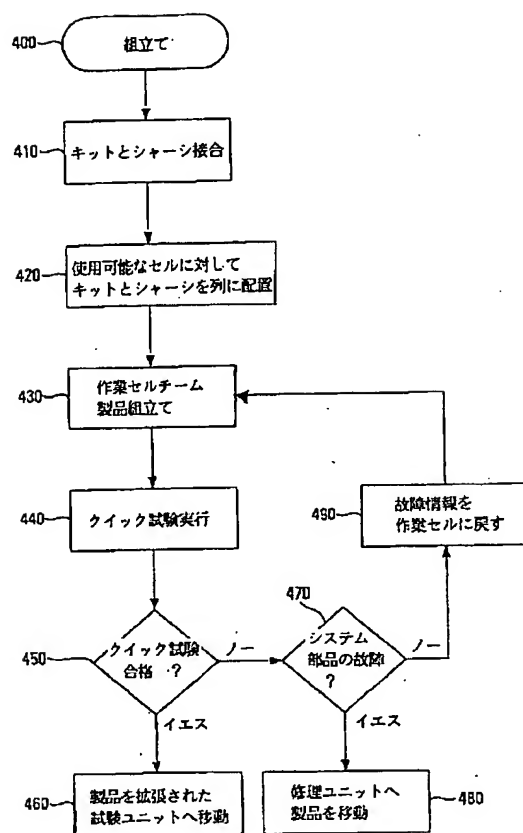 400
組立て
410
キットとシャーシ接合
420
使用可能なセルに対して
キットとシャーシを列に配置
430
作業セルチーム
製品組立て
440
クイック試験実行
490
故障情報を
作業セルに戻す
450
クイック試験
合格 ?
ノー
470
システム
部品の故障
?
ノー
イエス
イエス
460
製品を拡張された
試験ユニットへ移動
修理ユニットへ
製品を移動
480